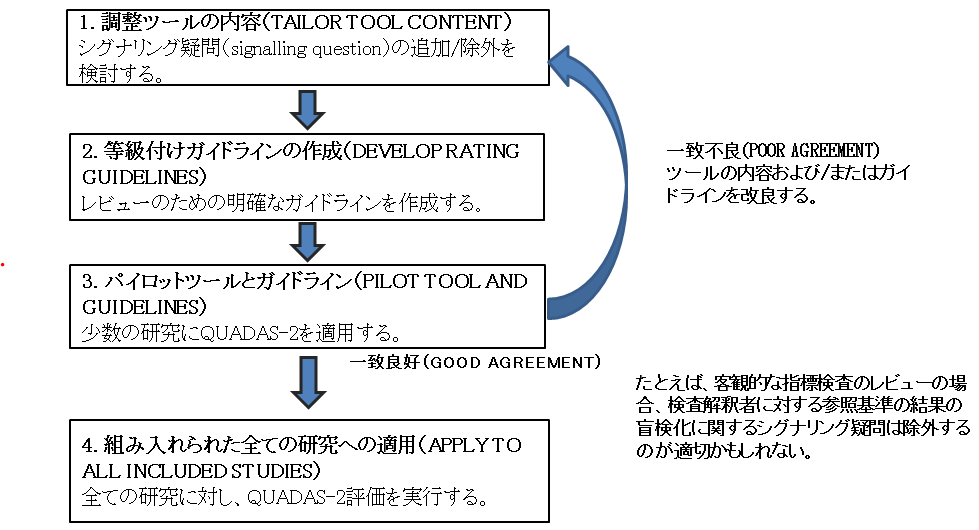 1. 調整ツールの内容(TAILOR TOOL CONTENT)
シグナリング疑問(signalling question)の追加/除外を
検討する。
2. 等級付けガイドラインの作成(DEVELOP RATING
GUIDELINES)
レビューのための明確なガイドラインを作成する。
一致不良(POOR AGREEMENT)
ツールの内容および/またはガイ
ドラインを改良する。
3. パイロットツールとガイドライン(PILOT TOOL AND
GUIDELINES)
少数の研究にQUADAS-2を適用する。
一致良好(GOOD AGREEMENT)
たとえば、客観的な指標検査のレビューの場
合、検査解釈者に対する参照基準の結果の
盲検化に関するシグナリング疑問は除外する
のが適切かもしれない。
4. 組み入れられた全ての研究への適用(APPLY TO
ALL INCLUDED STUDIES)
全ての研究に対し、QUADAS-2評価を実行する。